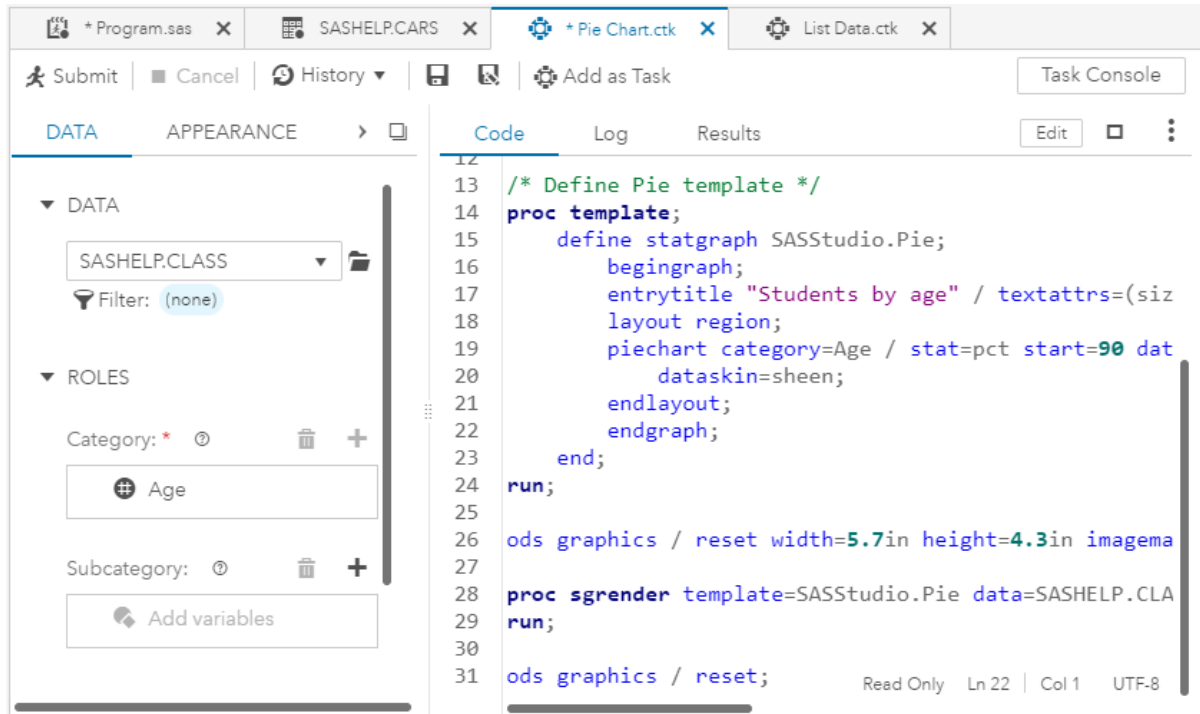 * Program.sas SASHELP.CARS * Pie Chart.ctk List Data.ctk
Submit Cancel History Add as Task Task Console
DATA APPEARANCE
DATA
SASHELP.CLASS
Filter: (none)
ROLES
Category: *
Age
Subcategory:
Add variables
Code Log Results Edit
12
13 /* Define Pie template */
14 proc template;
15 define statgraph SASStudio.Pie;
16 begingraph;
17 entrytitle "Students by age" / textattrs=(siz
18 layout region;
19 piechart category=Age / stat=pct start=90 dat
20 dataskin=sheen;
21 endlayout;
22 endgraph;
23 end;
24 run;
25
26 ods graphics / reset width=5.7in height=4.3in imagema
27
28 proc sgrender template=SASStudio.Pie data=SASHELP.CLA
29 run;
30
31 ods graphics / reset;
Read Only Ln 22 Col 1 UTF-8